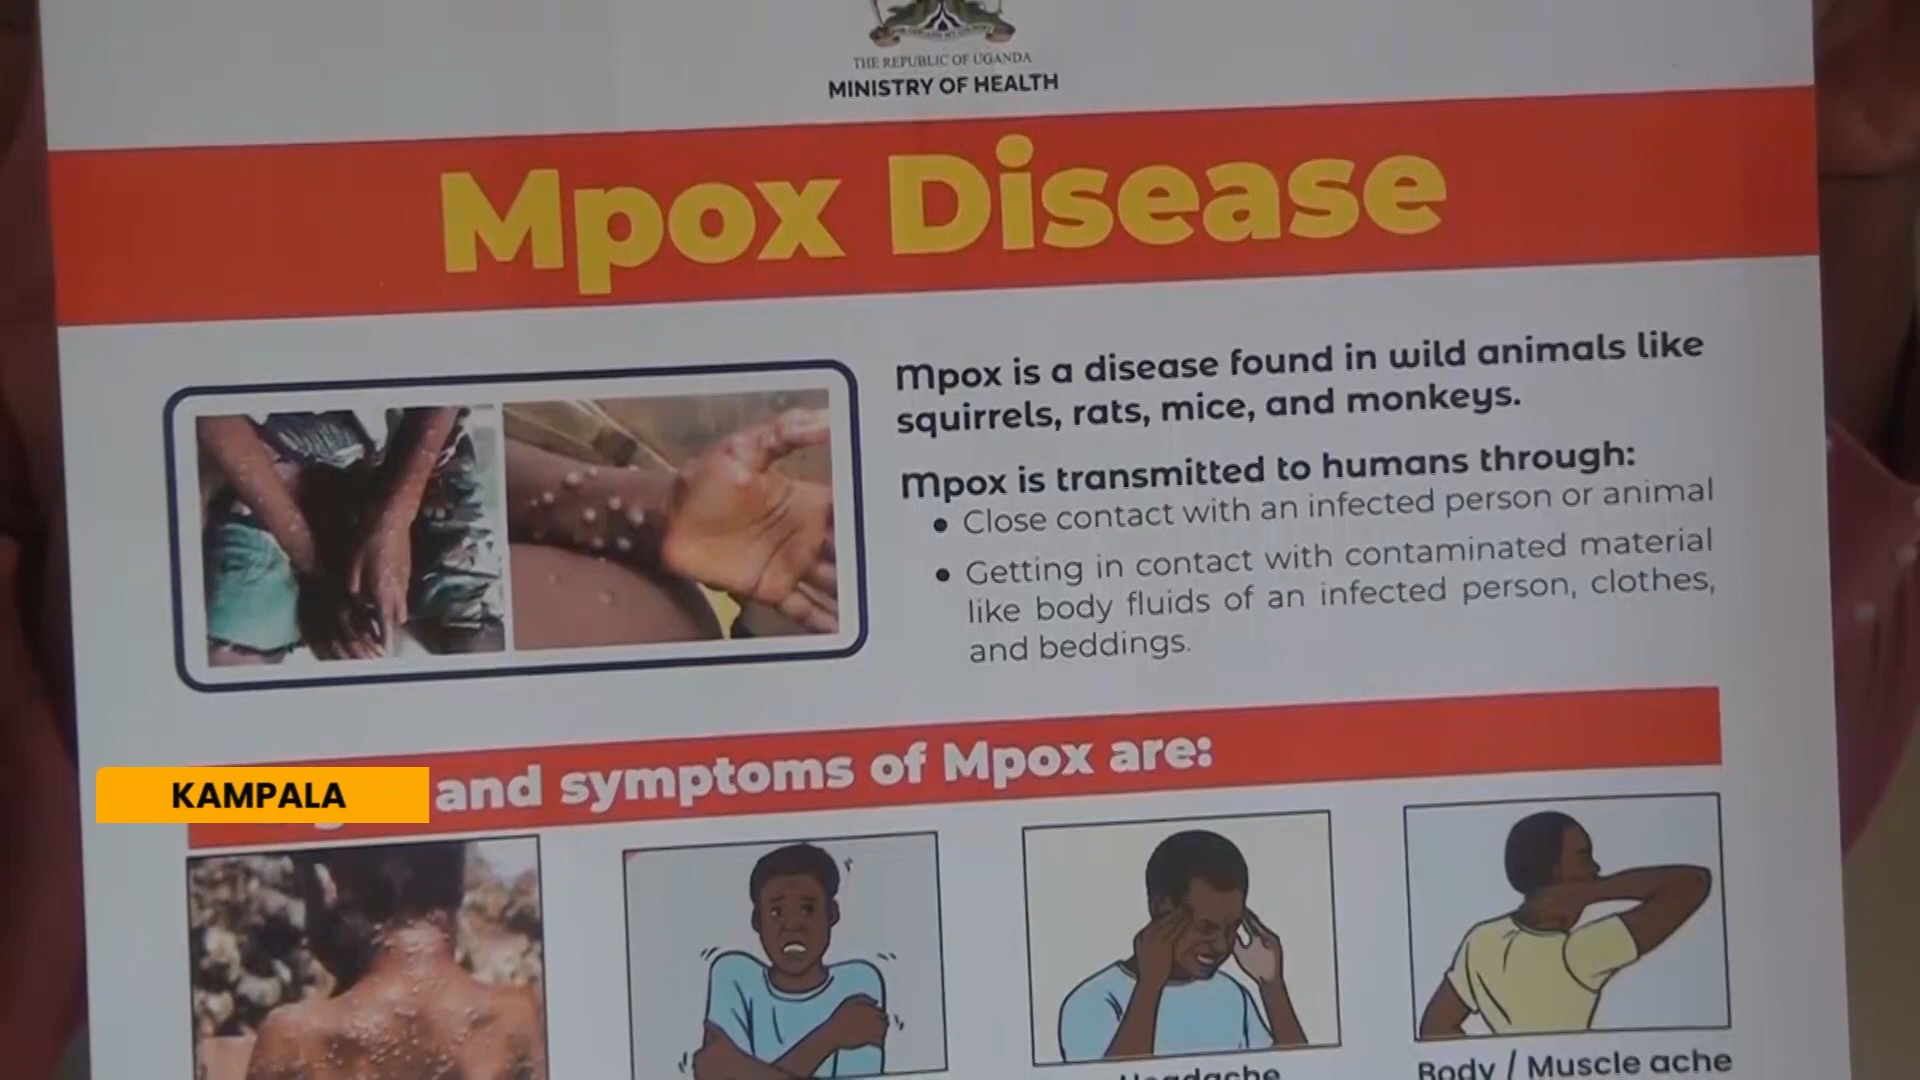 THE REPUBLIC OF UGANDA
MINISTRY OF HEALTH
Mpox Disease
Mpox is a disease found in wild animals like
squirrels, rats, mice, and monkeys.
Mpox is transmitted to humans through:
• Close contact with an infected person or animal
• Getting in contact with contaminated material
like body fluids of an infected person, clothes,
and beddings.
KAMPALA
and symptoms of Mpox are:
Headache
Body / Muscle ache